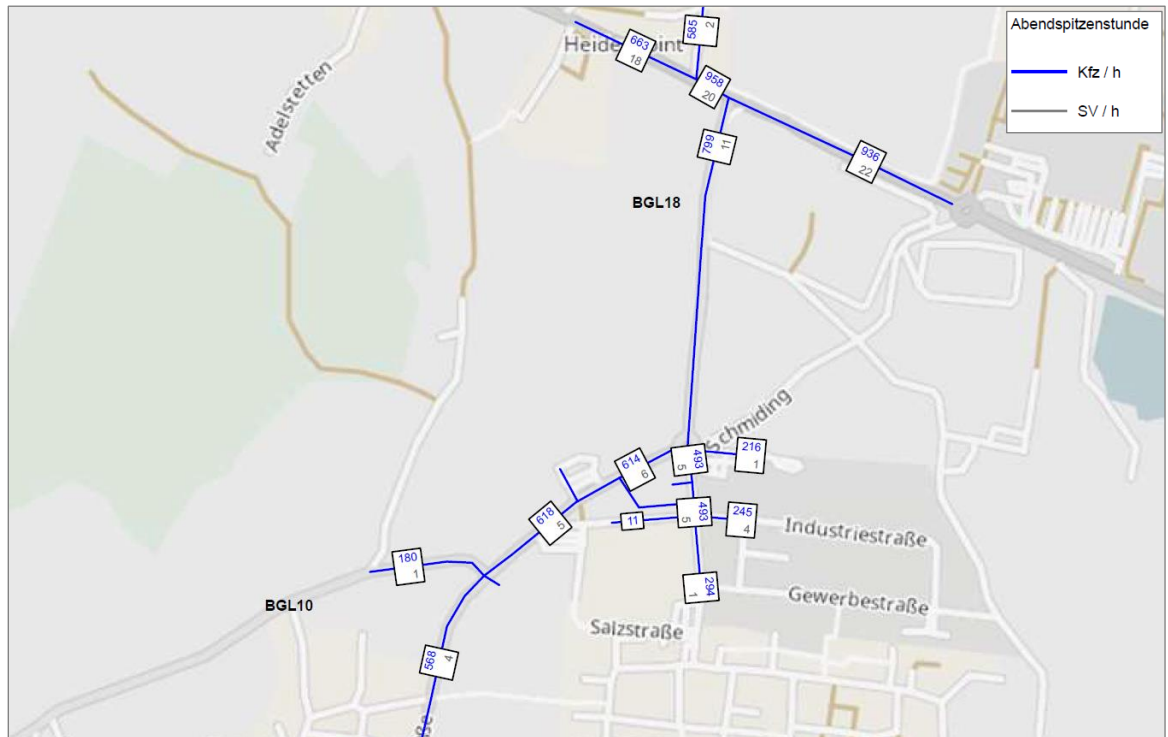 Abendspitzenstunde
Kfz / h
SV / h
585
2
663
18
958
20
799
11
936
22
Adelstetten
BGL18
Schmiding
614
6
493
5
216
1
618
5
11
493
5
245
4
Industriestraße
180
1
294
1
BGL10
Gewerbestraße
Salzstraße
568
4